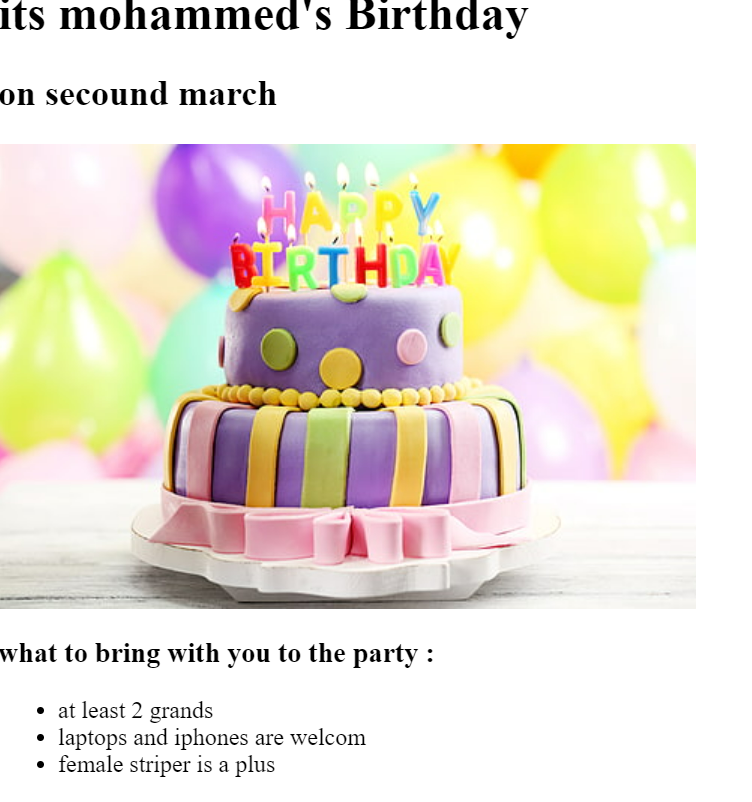 its mohammed's Birthday
on secound march
HAPPY
BIRTHDAY
what to bring with you to the party :
at least 2 grands
laptops and iphones are welcom
female striper is a plus